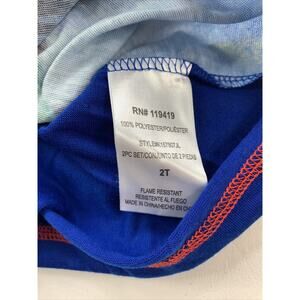 RN# 119419
100% POLYESTER/POLIÉSTER
2PC SET/CONJUNTO DE 2 PIEZAS
2T
FLAME RESISTANT
RESISTENTE AL FUEGO
MADE IN CHINA/HECHO EN CHINA